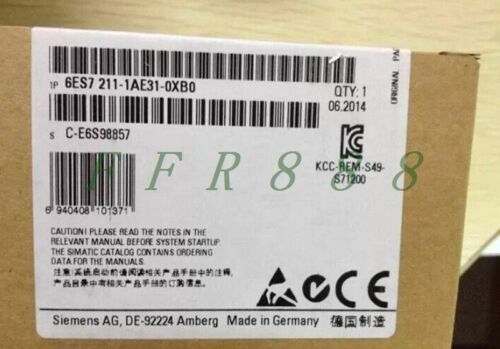 1P 6ES7 211-1AE31-0XB0
QTY: 1
06.2014
ORIGINAL
S C-E6S98857
KCC-REM-S49-
S71200
FFR888
6 940408 101371
CAUTION! PLEASE READ THE NOTES IN THE
RELEVANT MANUAL BEFORE SYSTEM STARTUP.
THE SIMATIC CATALOG CONTAINS ORDERING
DATA FOR THE MANUALS.
注意:系统启动前请阅读相关产品手册中的注释,
产品目录中有相关产品手册的订购信息.
CE
Siemens AG, DE-92224 Amberg Made in Germany 德国制造